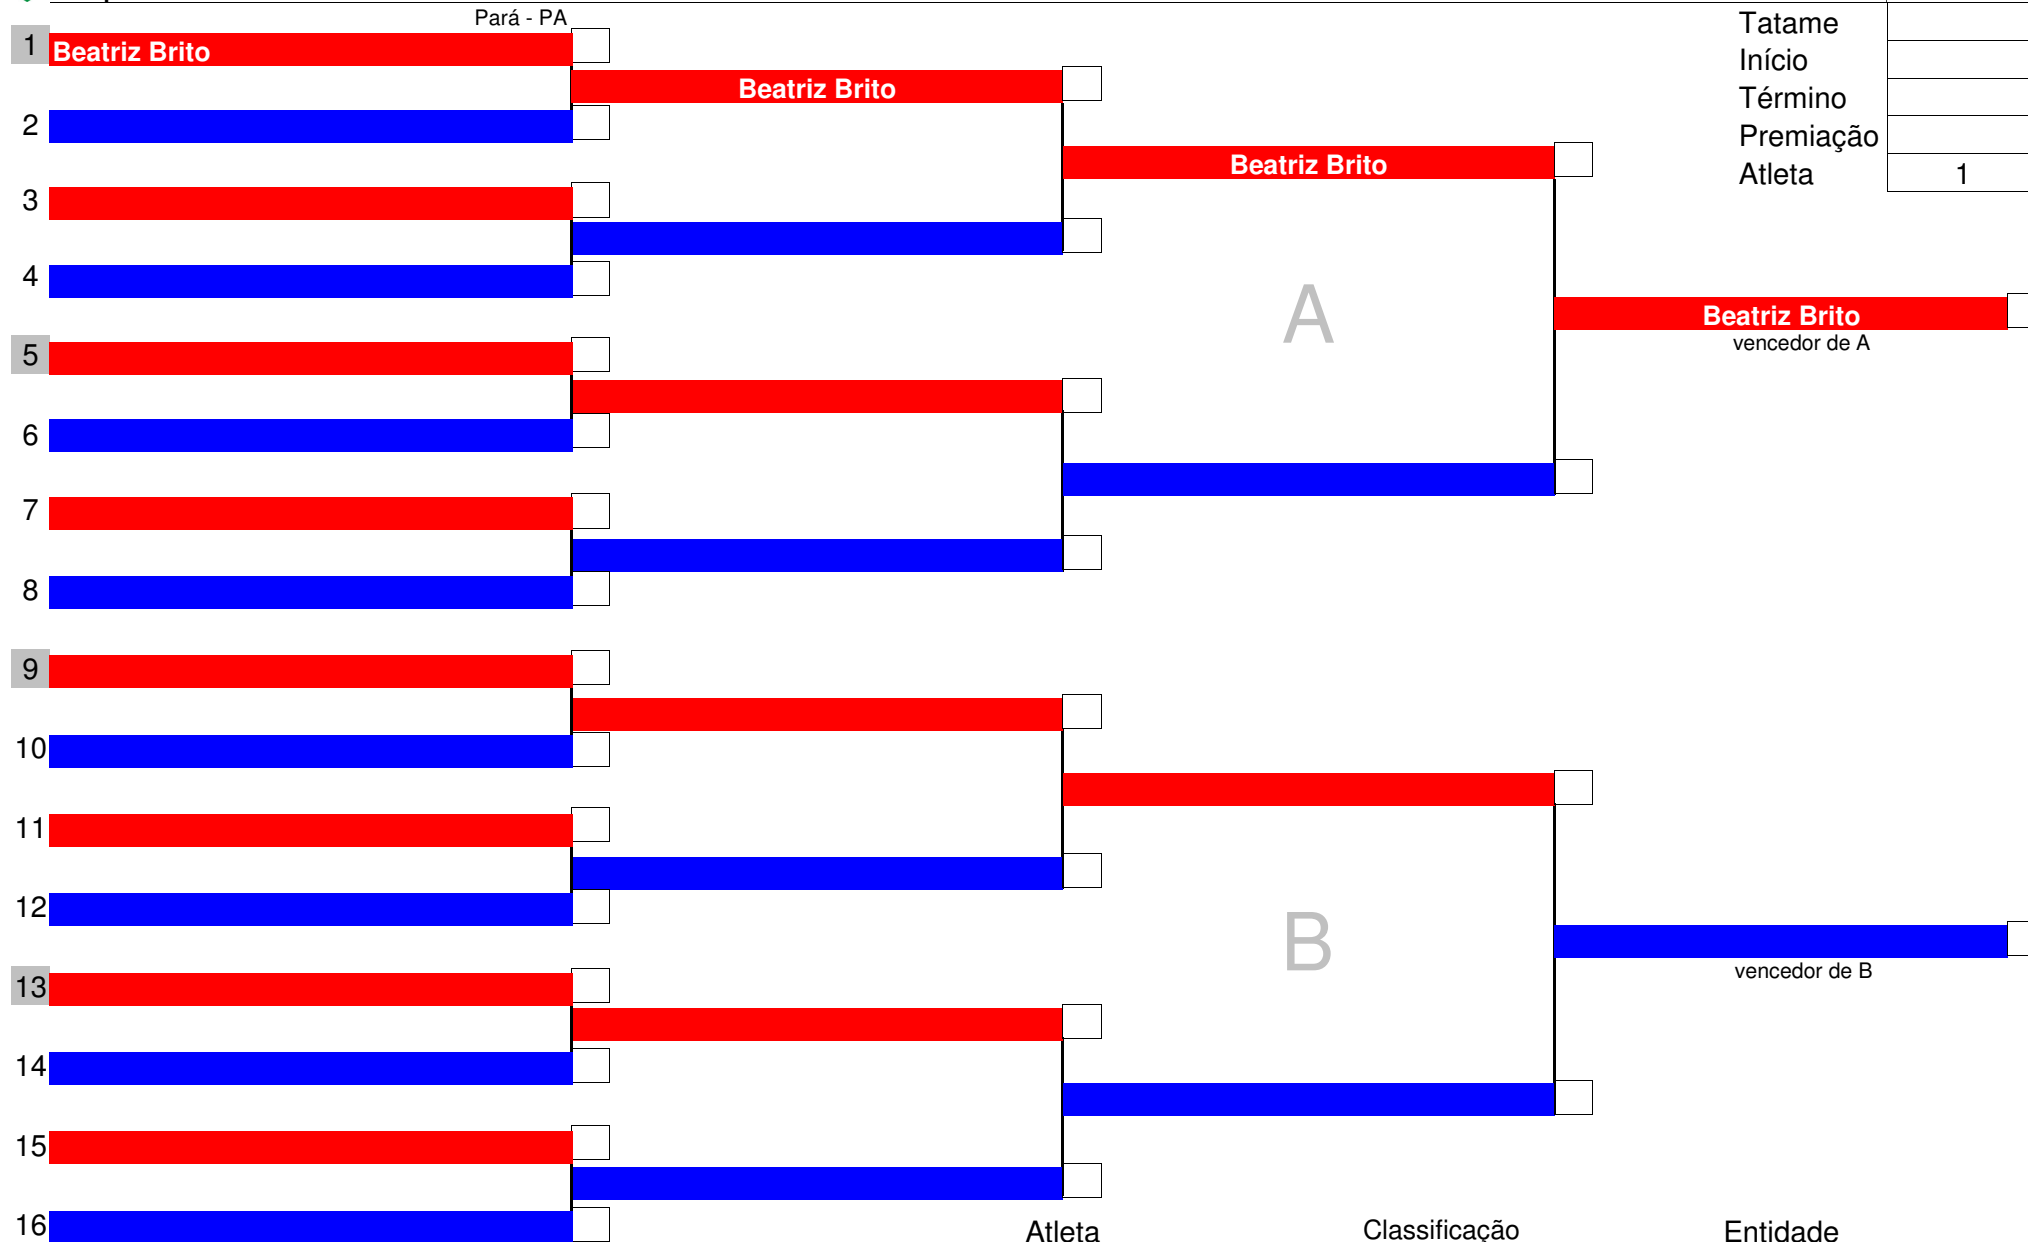 Pará - PA
Tatame
1 Beatriz Brito
Início
Beatriz Brito
Término
2
Premiação
Beatriz Brito
Atleta 1
3
4
A
Beatriz Brito
vencedor de A
5
6
7
8
9
10
11
12
B
vencedor de B
13
14
15
16
Atleta Classificação Entidade